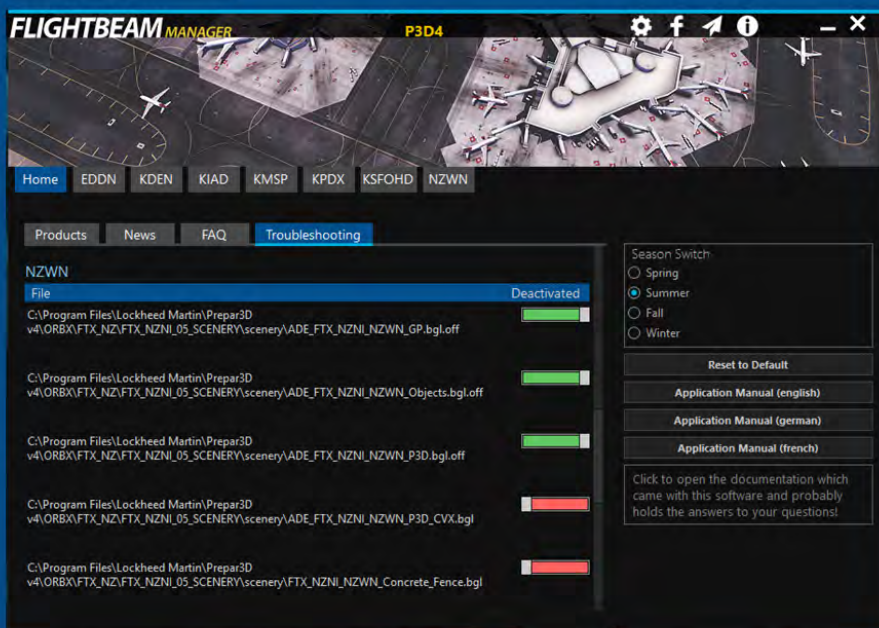 FLIGHTBEAM MANAGER
P3D4
Home EDDN KDEN KIAD KMSP KPDX KSFOHD NZWN
Products News FAQ Troubleshooting
NZWN
File Deactivated
C:\Program Files\Lockheed Martin\Prepar3D
v4\ORBX\FTX_NZ\FTX_NZNI_05_SCENERY\scenery\ADE_FTX_NZNI_NZWN_GP.bgl.off
C:\Program Files\Lockheed Martin\Prepar3D
v4\ORBX\FTX_NZ\FTX_NZNI_05_SCENERY\scenery\ADE_FTX_NZNI_NZWN_Objects.bgl.off
C:\Program Files\Lockheed Martin\Prepar3D
v4\ORBX\FTX_NZ\FTX_NZNI_05_SCENERY\scenery\ADE_FTX_NZNI_NZWN_P3D.bgl.off
C:\Program Files\Lockheed Martin\Prepar3D
v4\ORBX\FTX_NZ\FTX_NZNI_05_SCENERY\scenery\ADE_FTX_NZNI_NZWN_P3D_CVX.bgl
C:\Program Files\Lockheed Martin\Prepar3D
v4\ORBX\FTX_NZ\FTX_NZNI_05_SCENERY\scenery\FTX_NZNI_NZWN_Concrete_Fence.bgl
Season Switch
Spring
Summer
Fall
Winter
Reset to Default
Application Manual (english)
Application Manual (german)
Application Manual (french)
Click to open the documentation which
came with this software and probably
holds the answers to your questions!